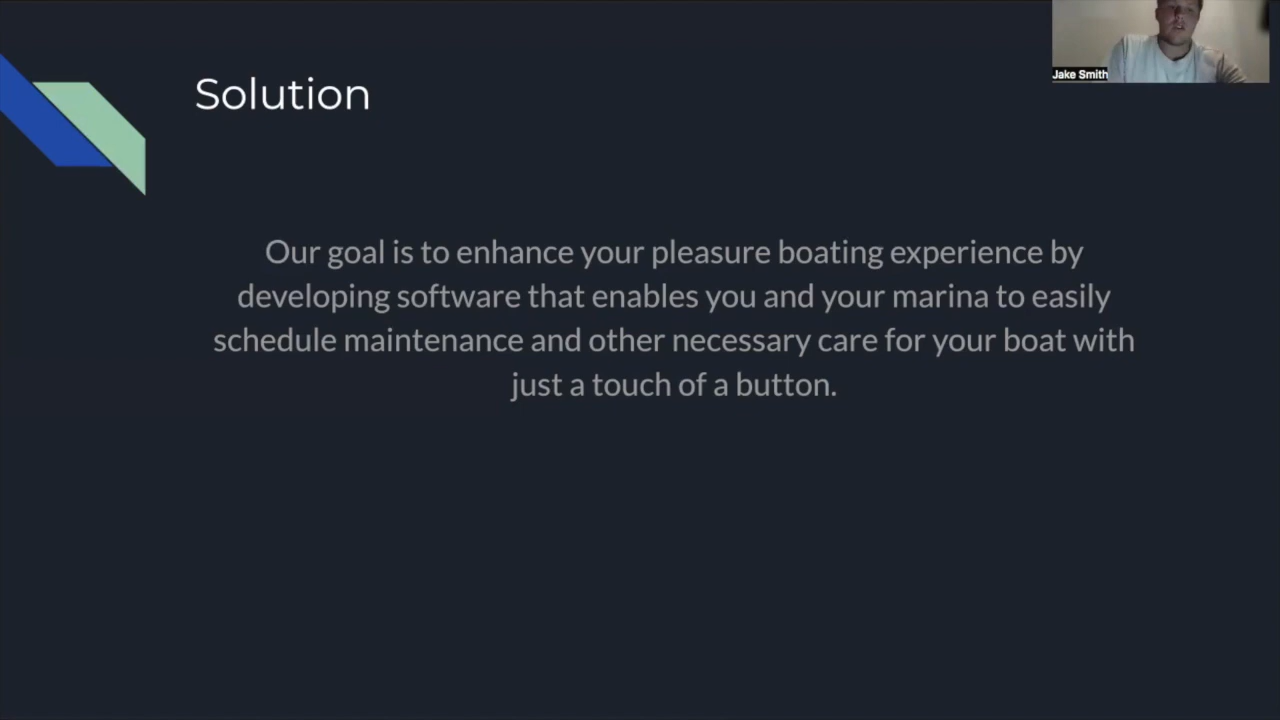 Solution
Jake Smith
Our goal is to enhance your pleasure boating experience by
developing software that enables you and your marina to easily
schedule maintenance and other necessary care for your boat with
just a touch of a button.